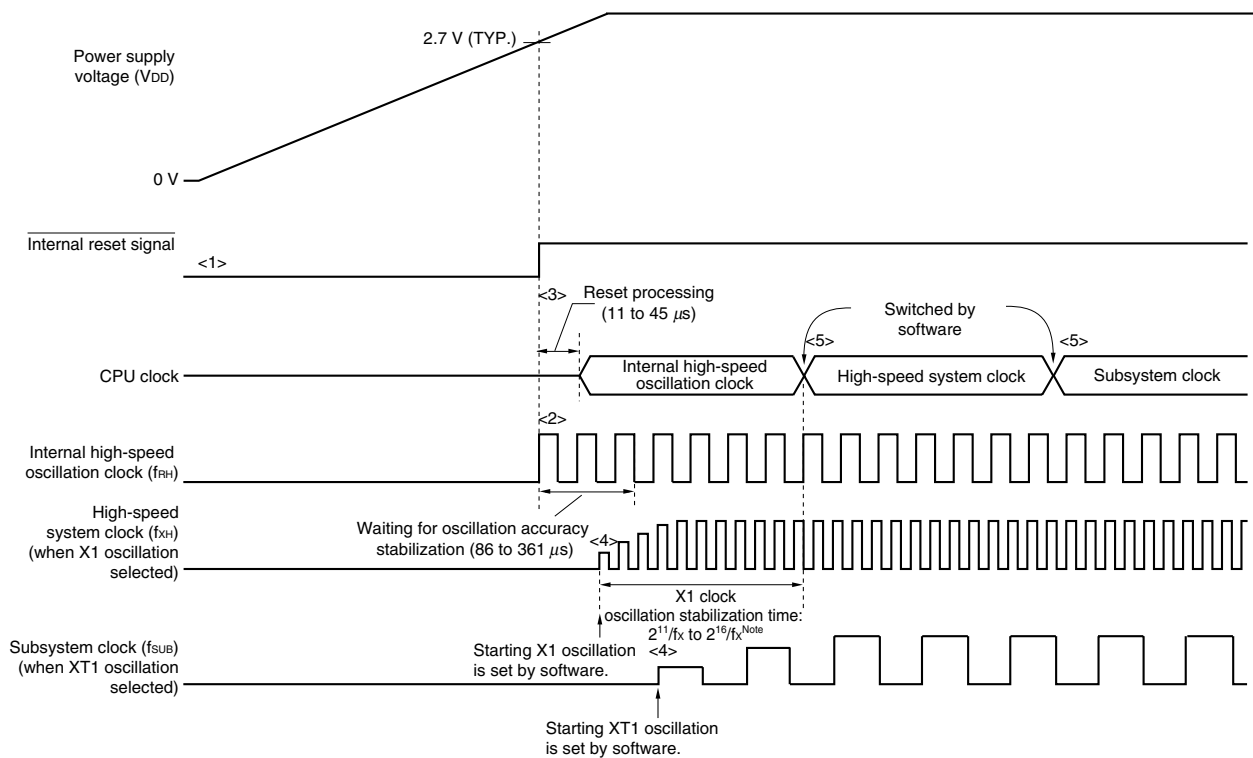 2.7 V (TYP.)
Power supply
voltage (VDD)
0 V
Internal reset signal
<1>
<3>
Reset processing
(11 to 45 μs)
Switched by
software
<5>
<5>
CPU clock
Internal high-speed
oscillation clock
High-speed system clock
Subsystem clock
<2>
Internal high-speed
oscillation clock (fRH)
Waiting for oscillation accuracy
stabilization (86 to 361 μs)
High-speed
system clock (fXH)
(when X1 oscillation
selected)
<4>
X1 clock
oscillation stabilization time:
2^11/fX to 2^16/fX^Note
Starting X1 oscillation
is set by software.
Subsystem clock (fSUB)
(when XT1 oscillation
selected)
<4>
Starting XT1 oscillation
is set by software.